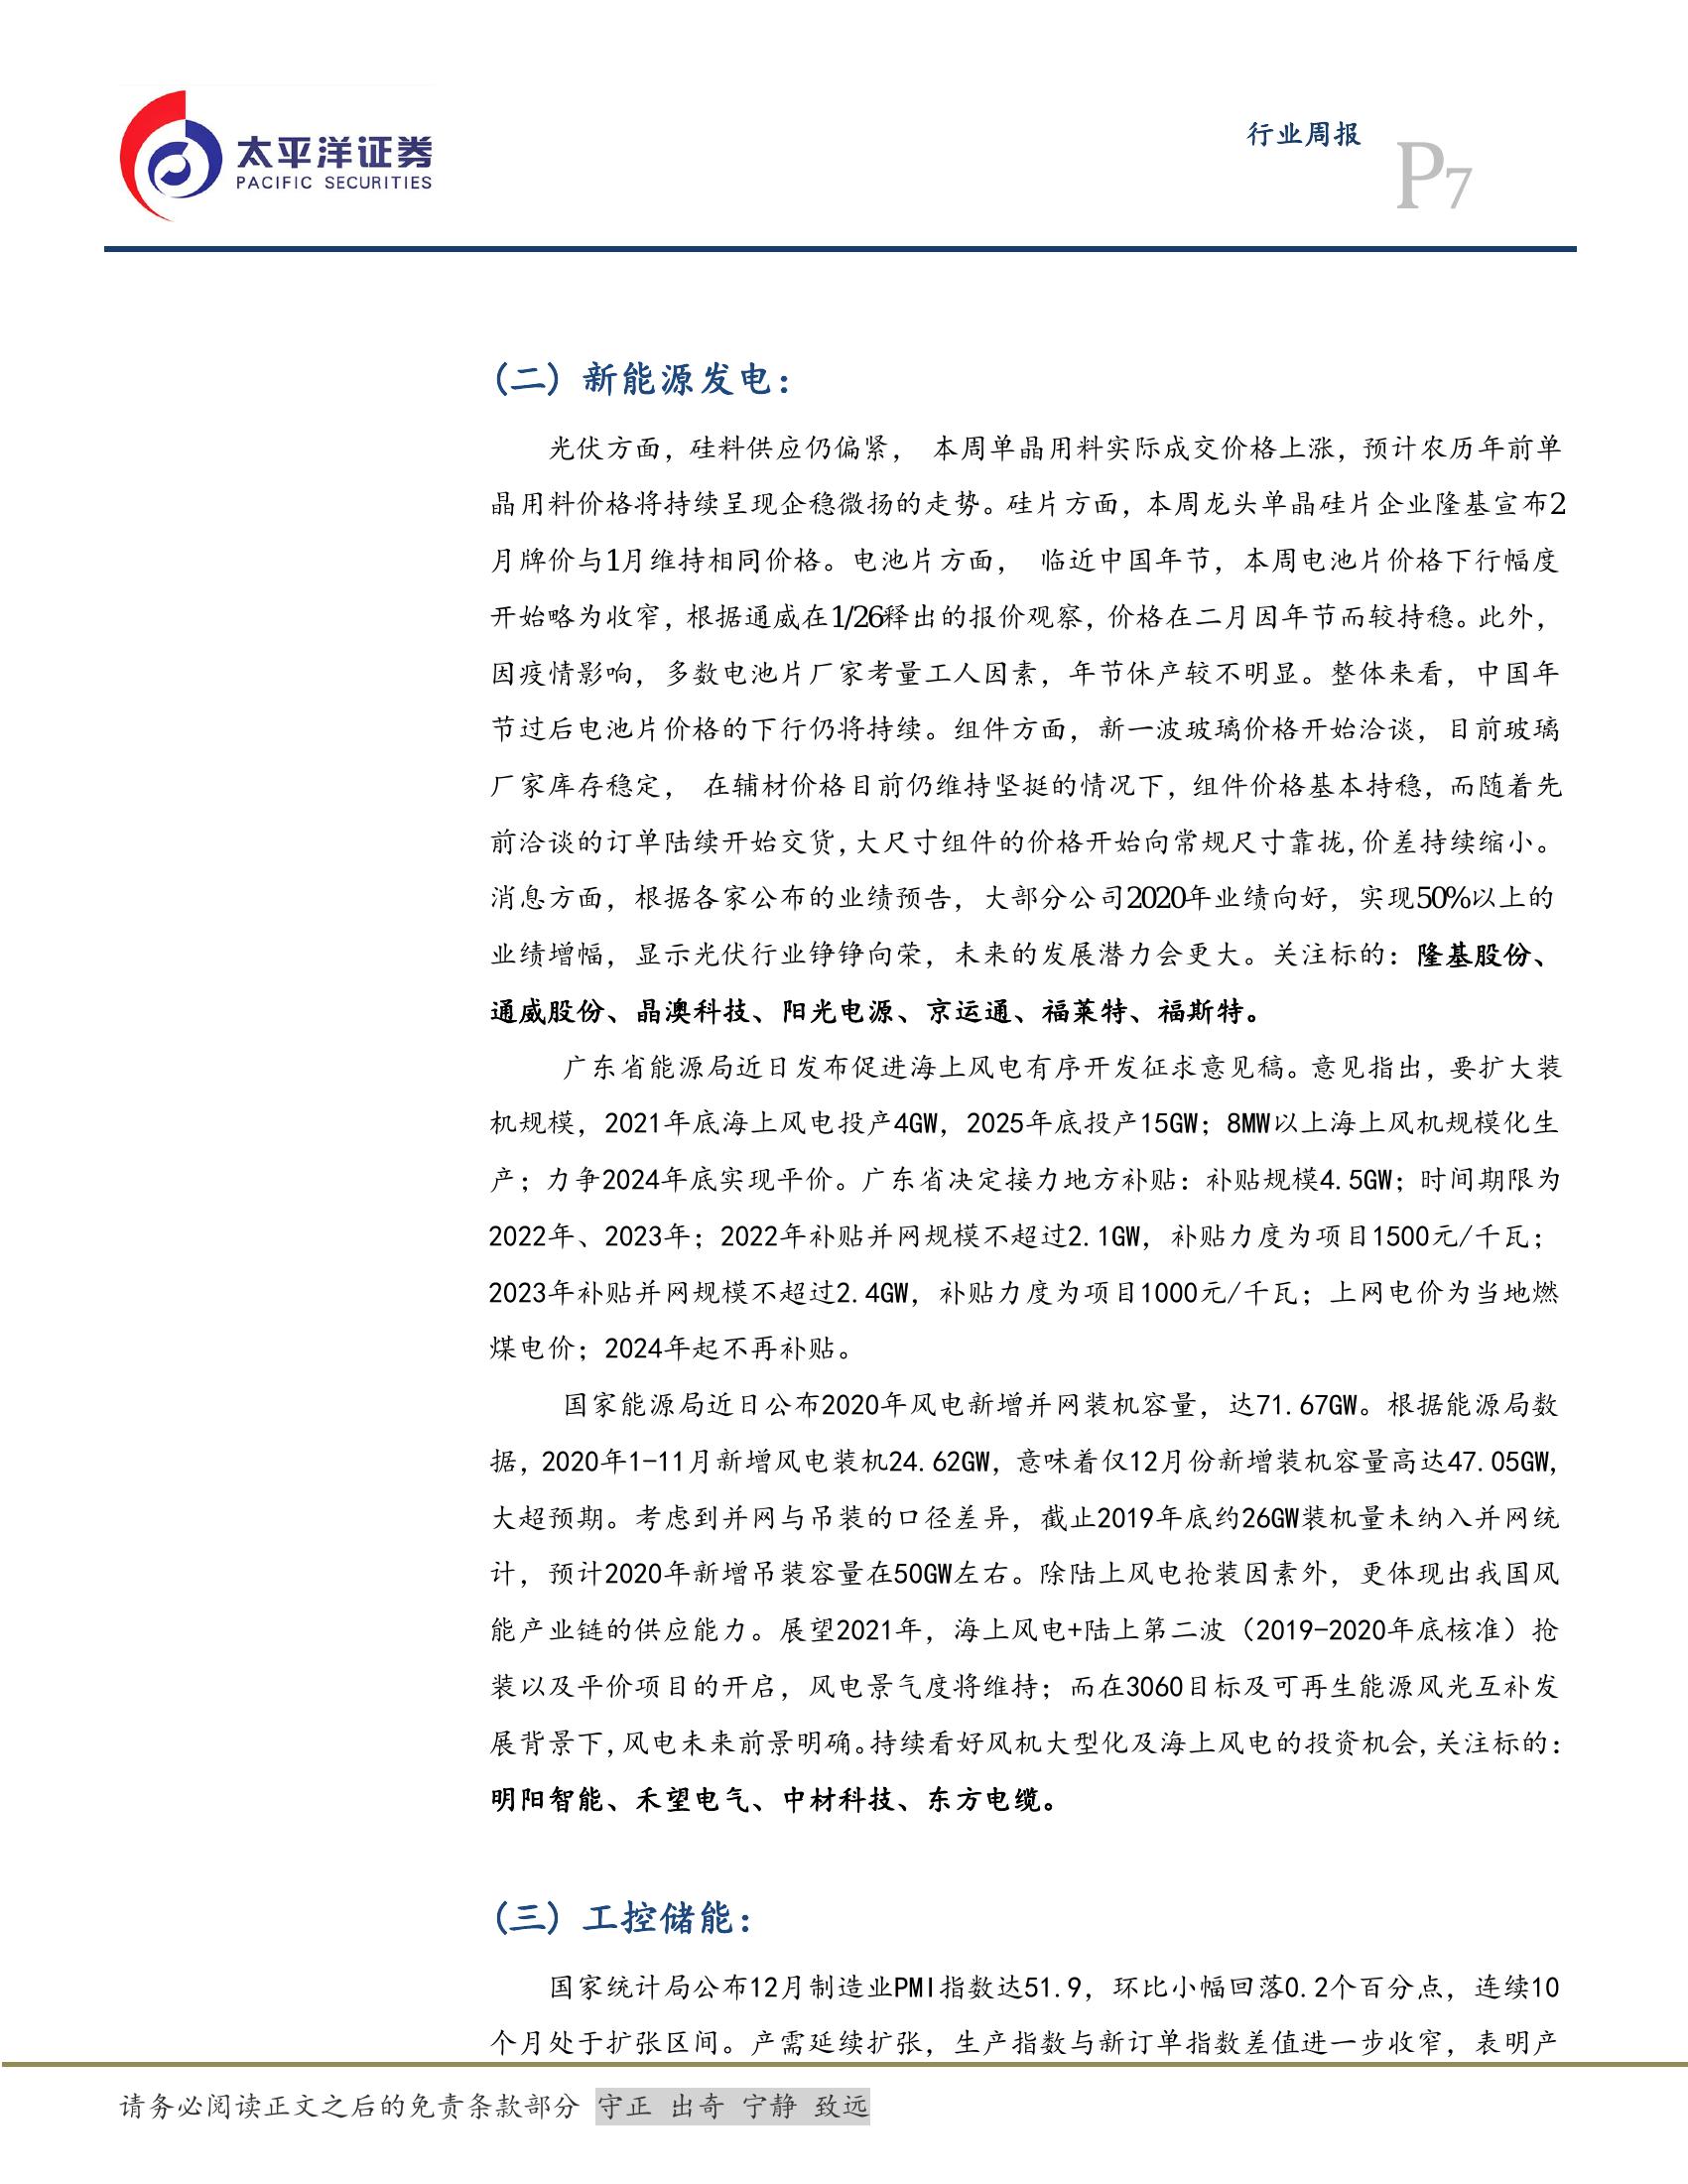 太平洋证券
PACIFIC SECURITIES
行业周报
P7
(二) 新能源发电：
光伏方面，硅料供应仍偏紧， 本周单晶用料实际成交价格上涨，预计农历年前单
晶用料价格将持续呈现企稳微扬的走势。硅片方面，本周龙头单晶硅片企业隆基宣布2
月牌价与1月维持相同价格。电池片方面， 临近中国年节，本周电池片价格下行幅度
开始略为收窄，根据通威在1/26释出的报价观察，价格在二月因年节而较持稳。此外，
因疫情影响，多数电池片厂家考量工人因素，年节休产较不明显。整体来看，中国年
节过后电池片价格的下行仍将持续。组件方面，新一波玻璃价格开始洽谈，目前玻璃
厂家库存稳定， 在辅材价格目前仍维持坚挺的情况下，组件价格基本持稳，而随着先
前洽谈的订单陆续开始交货，大尺寸组件的价格开始向常规尺寸靠拢，价差持续缩小。
消息方面，根据各家公布的业绩预告，大部分公司2020年业绩向好，实现50%以上的
业绩增幅，显示光伏行业铮铮向荣，未来的发展潜力会更大。关注标的：隆基股份、
通威股份、晶澳科技、阳光电源、京运通、福莱特、福斯特。
广东省能源局近日发布促进海上风电有序开发征求意见稿。意见指出，要扩大装
机规模，2021年底海上风电投产4GW，2025年底投产15GW；8MW以上海上风机规模化生
产；力争2024年底实现平价。广东省决定接力地方补贴：补贴规模4.5GW；时间期限为
2022年、2023年；2022年补贴并网规模不超过2.1GW，补贴力度为项目1500元/千瓦；
2023年补贴并网规模不超过2.4GW，补贴力度为项目1000元/千瓦；上网电价为当地燃
煤电价；2024年起不再补贴。
国家能源局近日公布2020年风电新增并网装机容量，达71.67GW。根据能源局数
据，2020年1-11月新增风电装机24.62GW，意味着仅12月份新增装机容量高达47.05GW,
大超预期。考虑到并网与吊装的口径差异，截止2019年底约26GW装机量未纳入并网统
计，预计2020年新增吊装容量在50GW左右。除陆上风电抢装因素外，更体现出我国风
能产业链的供应能力。展望2021年，海上风电+陆上第二波（2019-2020年底核准）抢
装以及平价项目的开启，风电景气度将维持；而在3060目标及可再生能源风光互补发
展背景下，风电未来前景明确。持续看好风机大型化及海上风电的投资机会，关注标的：
明阳智能、禾望电气、中材科技、东方电缆。
(三) 工控储能：
国家统计局公布12月制造业PMI指数达51.9，环比小幅回落0.2个百分点，连续10
个月处于扩张区间。产需延续扩张，生产指数与新订单指数差值进一步收窄，表明产
请务必阅读正文之后的免责条款部分 守正 出奇 宁静 致远